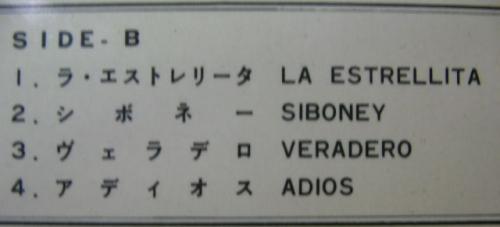 SIDE-B
1. ラ・エストレリータ LA ESTRELLITA
2. シボネー SIBONEY
3. ヴェラデロ VERADERO
4. アディオス ADIOS